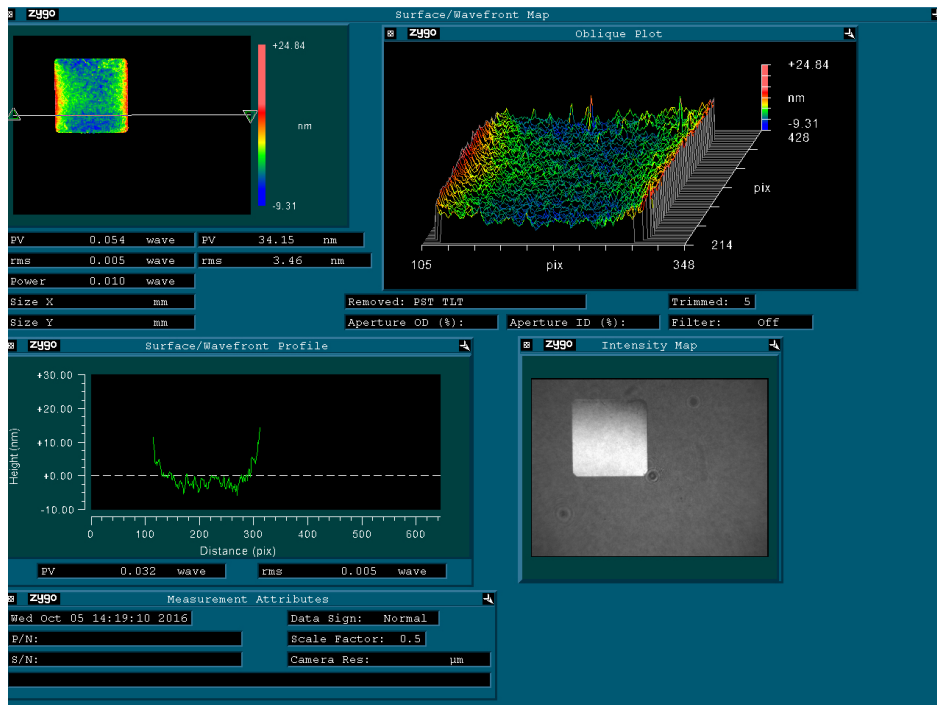 zygo Surface/Wavefront Map
+24.84
nm
-9.31
zygo Oblique Plot
+24.84
nm
-9.31
428
pix
214
105 pix 348
PV 0.054 wave PV 34.15 nm
rms 0.005 wave rms 3.46 nm
Power 0.010 wave
Size X mm
Size Y mm
Removed: PST TLT Trimmed: 5
Aperture OD (%): Aperture ID (%): Filter: Off
zygo Surface/Wavefront Profile
+30.00
+20.00
+10.00
+0.00
-10.00
Height (nm)
0 100 200 300 400 500 600
Distance (pix)
PV 0.032 wave rms 0.005 wave
zygo Intensity Map
zygo Measurement Attributes
Wed Oct 05 14:19:10 2016 Data Sign: Normal
P/N: Scale Factor: 0.5
S/N: Camera Res: µm